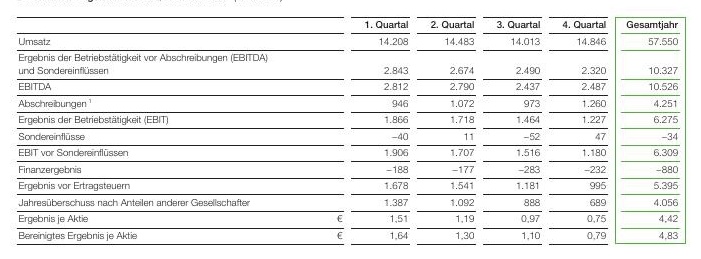 1. Quartal 2. Quartal 3. Quartal 4. Quartal Gesamtjahr
Umsatz 14.208 14.483 14.013 14.846 57.550
Ergebnis der Betriebstätigkeit vor Abschreibungen (EBITDA)
und Sondereinflüssen 2.843 2.674 2.490 2.320 10.327
EBITDA 2.812 2.790 2.437 2.487 10.526
Abschreibungen 1 946 1.072 973 1.260 4.251
Ergebnis der Betriebstätigkeit (EBIT) 1.866 1.718 1.464 1.227 6.275
Sondereinflüsse –40 11 –52 47 –34
EBIT vor Sondereinflüssen 1.906 1.707 1.516 1.180 6.309
Finanzergebnis –188 –177 –283 –232 –880
Ergebnis vor Ertragsteuern 1.678 1.541 1.181 995 5.395
Jahresüberschuss nach Anteilen anderer Gesellschafter 1.387 1.092 888 689 4.056
Ergebnis je Aktie € 1,51 1,19 0,97 0,75 4,42
Bereinigtes Ergebnis je Aktie € 1,64 1,30 1,10 0,79 4,83